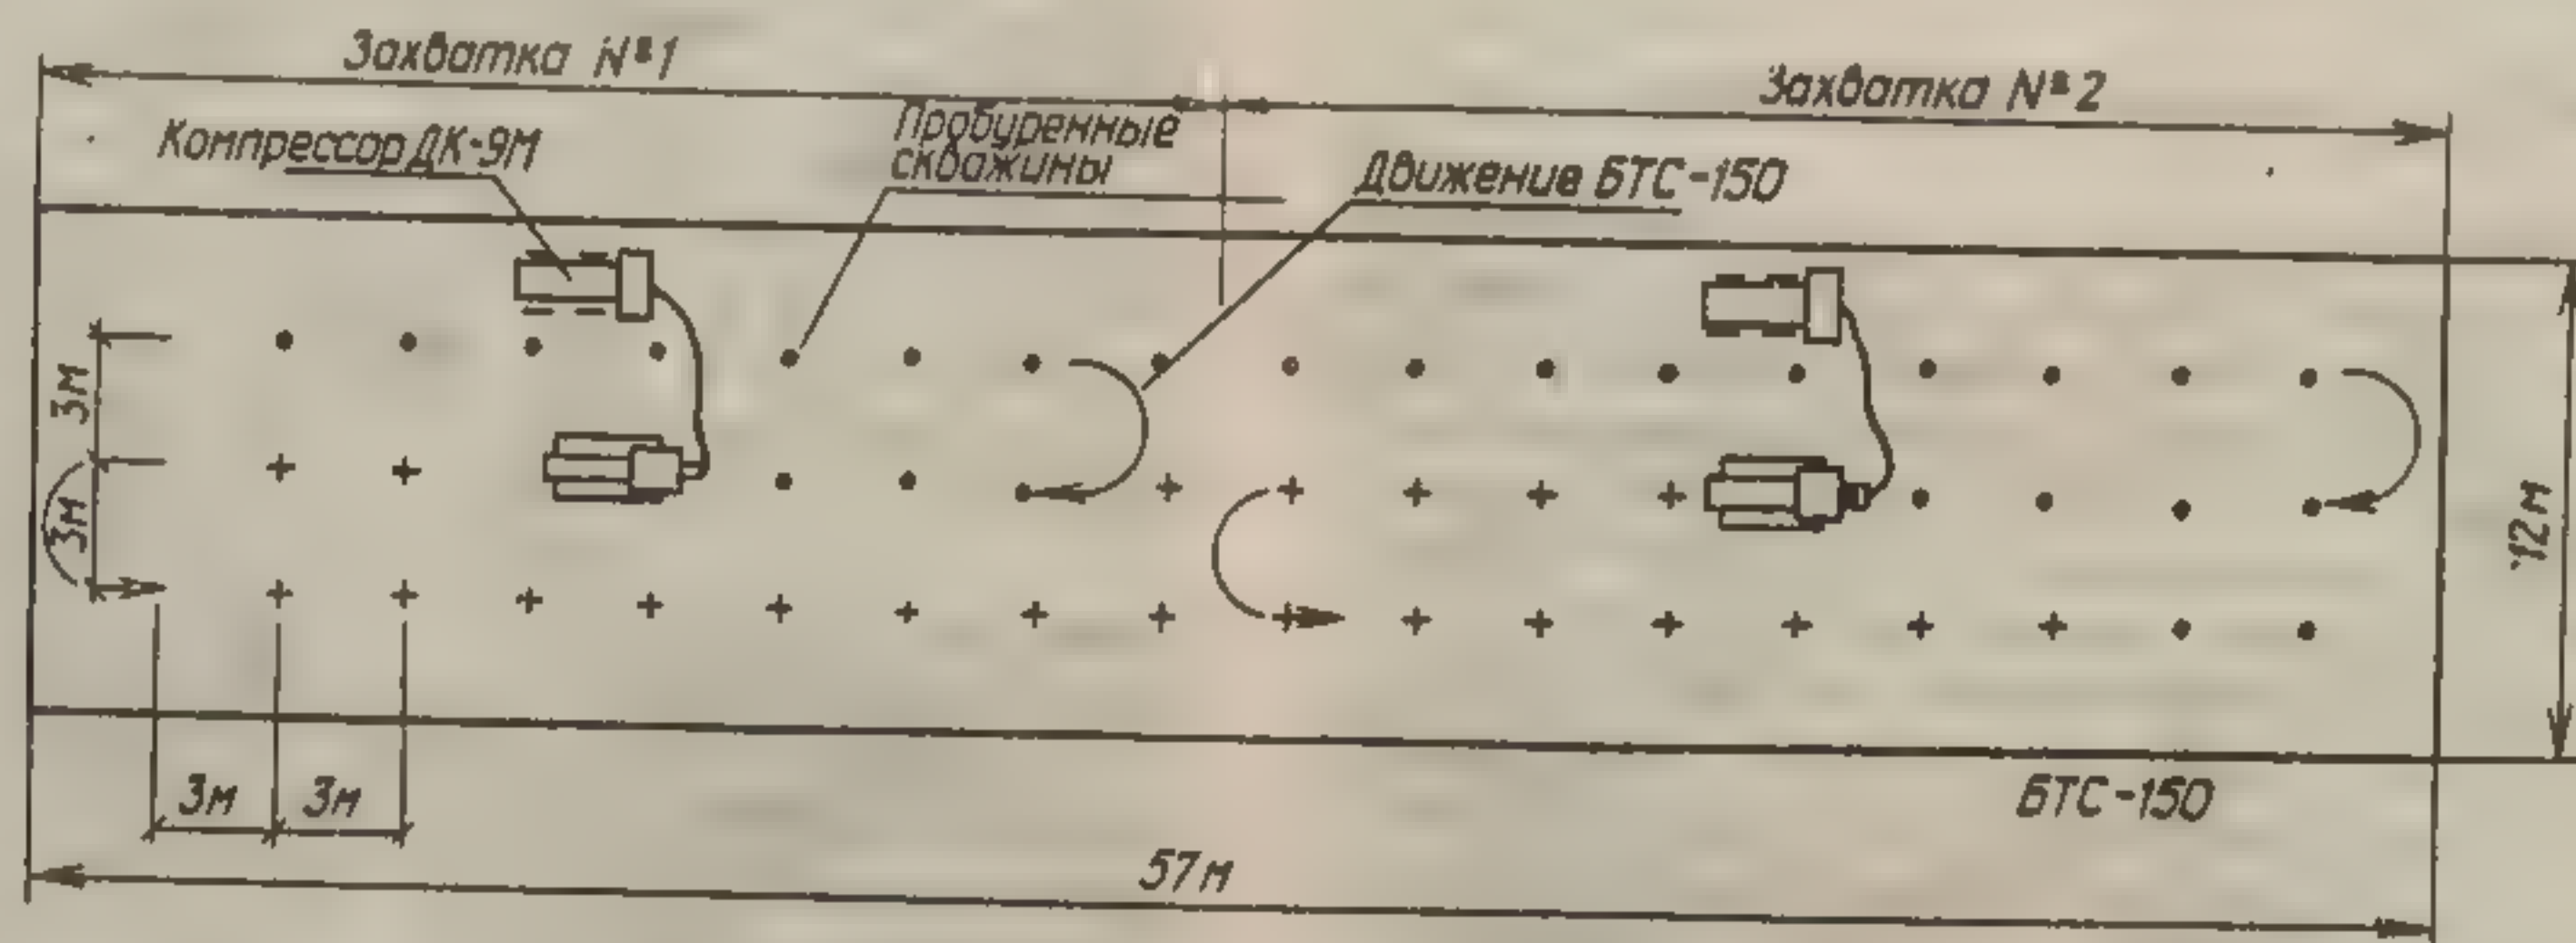 Захватка №1
Захватка №2
Компрессор ДК-9М
Пробуренные
скважины
Движение БТС-150
3м
3м
12м
3м
3м
БТС-150
57м